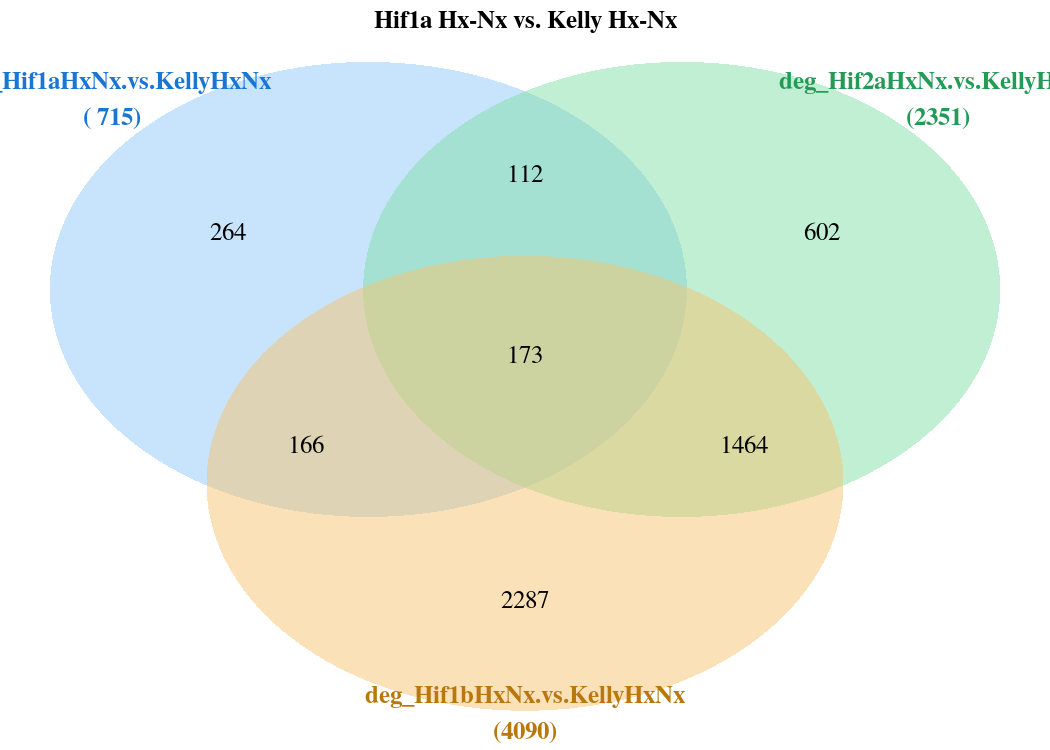 Hif1a Hx-Nx vs. Kelly Hx-Nx
_Hif1aHxNx.vs.KellyHxNx
( 715)
deg_Hif2aHxNx.vs.KellyH
(2351)
112
264
602
173
166
1464
2287
deg_Hif1bHxNx.vs.KellyHxNx
(4090)